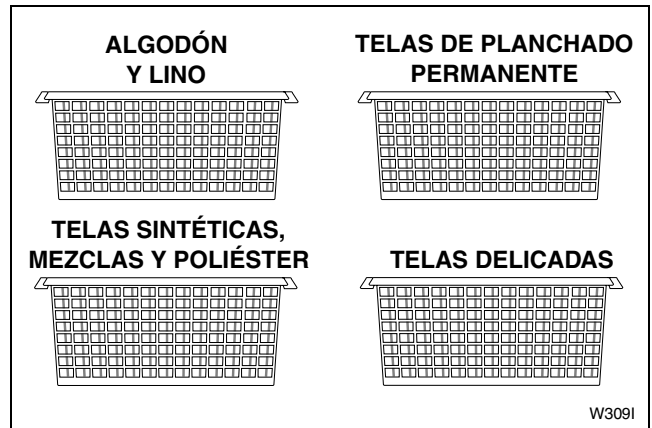 ALGODÓN
Y LINO
TELAS DE PLANCHADO
PERMANENTE
TELAS SINTÉTICAS,
MEZCLAS Y POLIÉSTER
TELAS DELICADAS
W309I